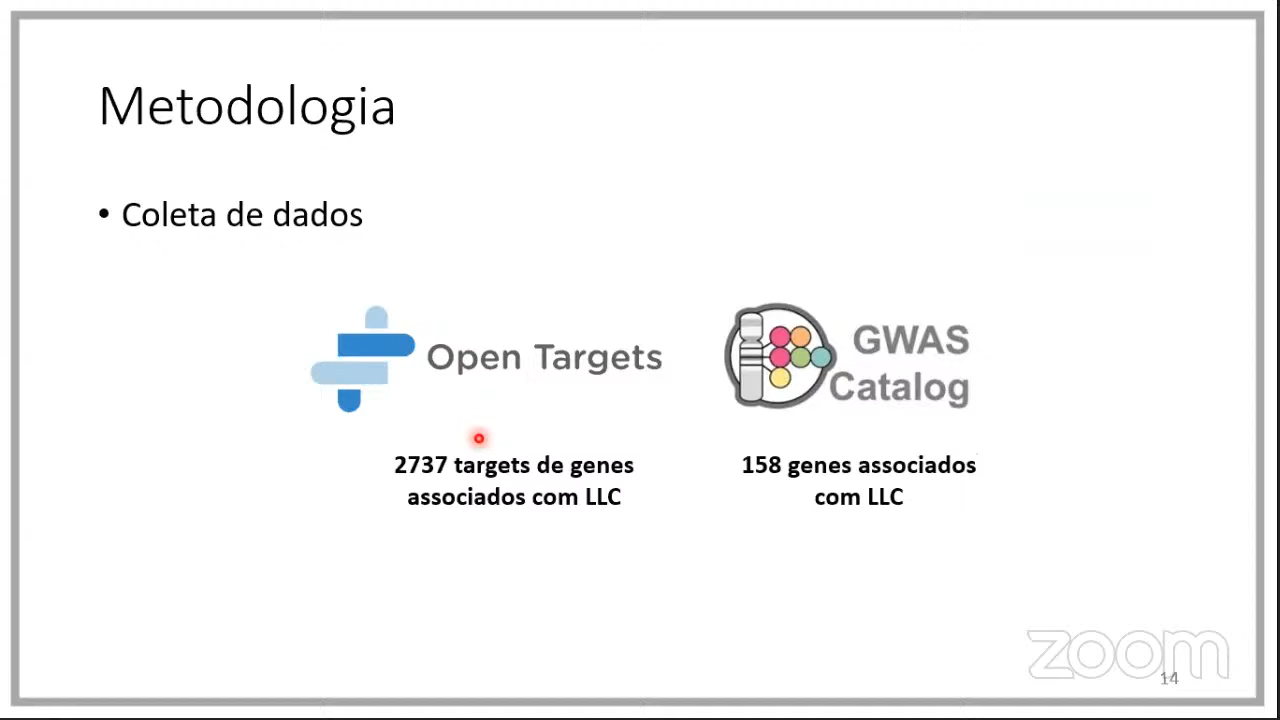 Metodologia
• Coleta de dados
Open Targets
GWAS
Catalog
2737 targets de genes
associados com LLC
158 genes associados
com LLC
zoom
14